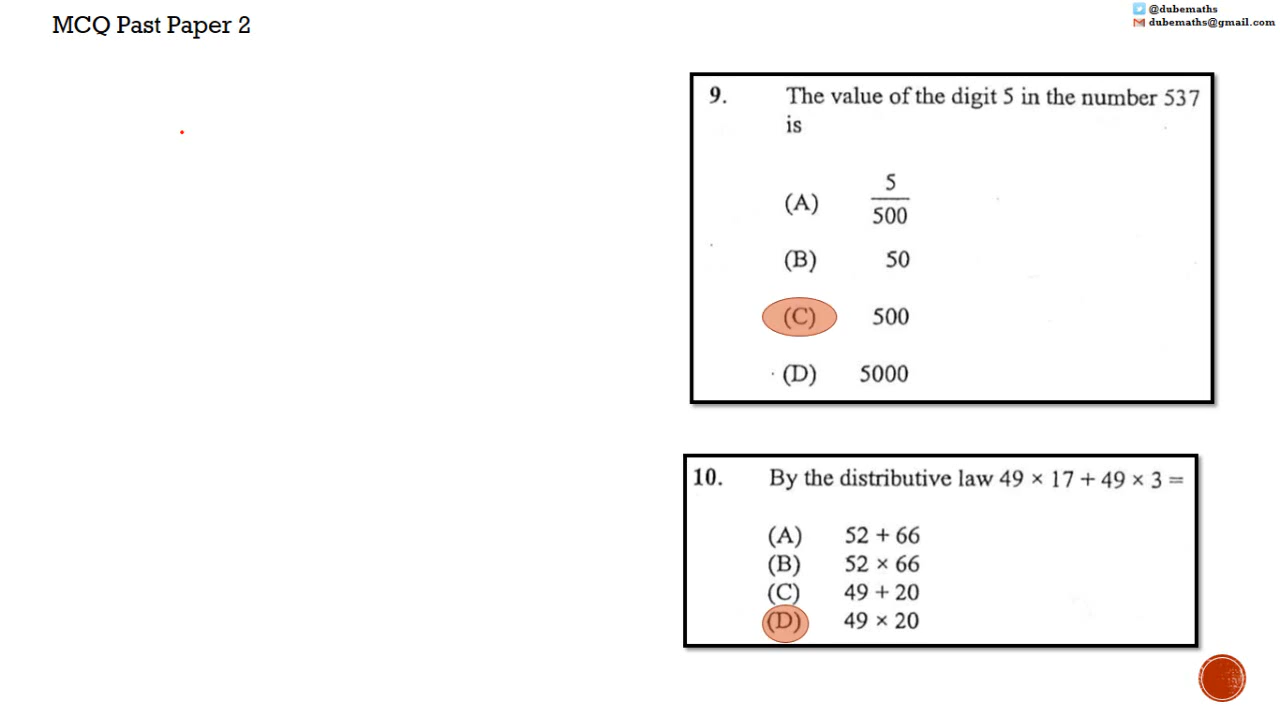 MCQ Past Paper 2
@dubemaths
dubemaths@gmail.com
9. The value of the digit 5 in the number 537
is
(A) 5/500
(B) 50
(C) 500
(D) 5000
10. By the distributive law 49 × 17 + 49 × 3 =
(A) 52 + 66
(B) 52 × 66
(C) 49 + 20
(D) 49 × 20